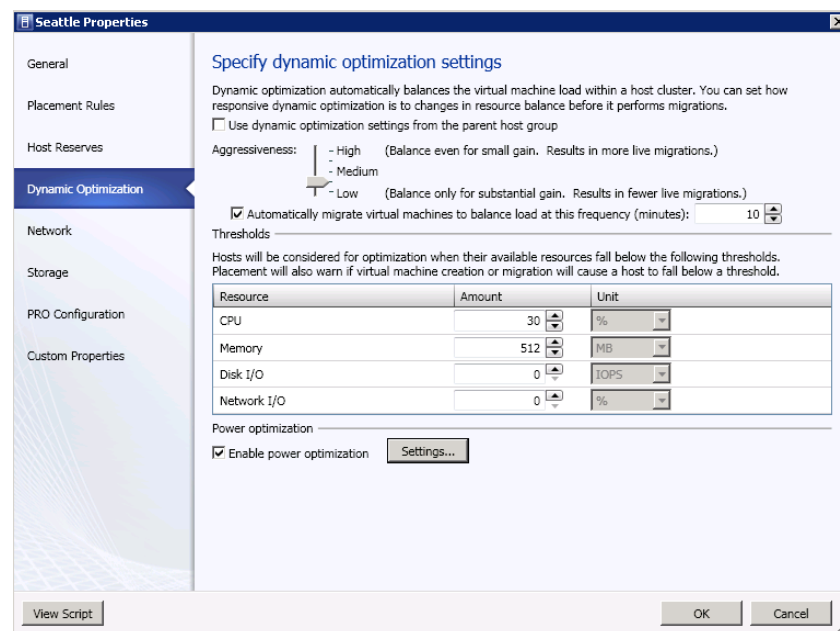 Seattle Properties
General
Placement Rules
Host Reserves
Dynamic Optimization
Network
Storage
PRO Configuration
Custom Properties
Specify dynamic optimization settings
Dynamic optimization automatically balances the virtual machine load within a host cluster. You can set how
responsive dynamic optimization is to changes in resource balance before it performs migrations.
Use dynamic optimization settings from the parent host group
Aggressiveness: - High (Balance even for small gain. Results in more live migrations.)
- Medium
- Low (Balance only for substantial gain. Results in fewer live migrations.)
Automatically migrate virtual machines to balance load at this frequency (minutes): 10
Thresholds
Hosts will be considered for optimization when their available resources fall below the following thresholds.
Placement will also warn if virtual machine creation or migration will cause a host to fall below a threshold.
Resource Amount Unit
CPU 30 %
Memory 512 MB
Disk I/O 0 IOPS
Network I/O 0 %
Power optimization
Enable power optimization Settings...
View Script OK Cancel